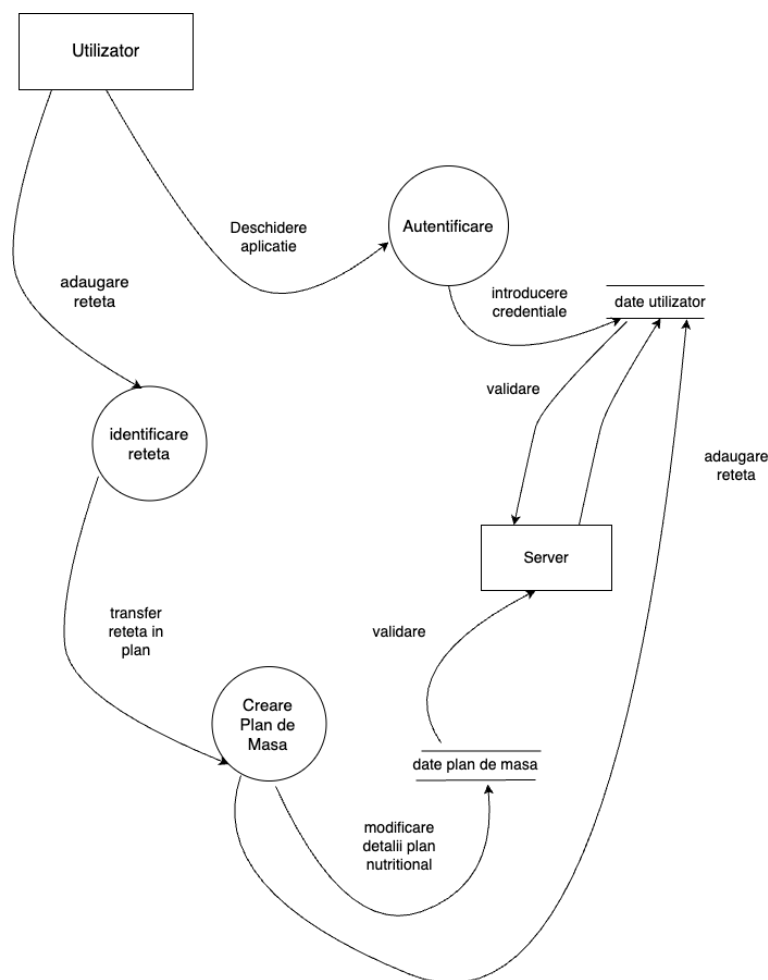 Utilizator
Autentificare
Deschidere
aplicatie
introducere
credentiale
date utilizator
adaugare
reteta
validare
identificare
reteta
adaugare
reteta
Server
transfer
reteta in
plan
validare
Creare
Plan de
Masa
date plan de masa
modificare
detalii plan
nutritional